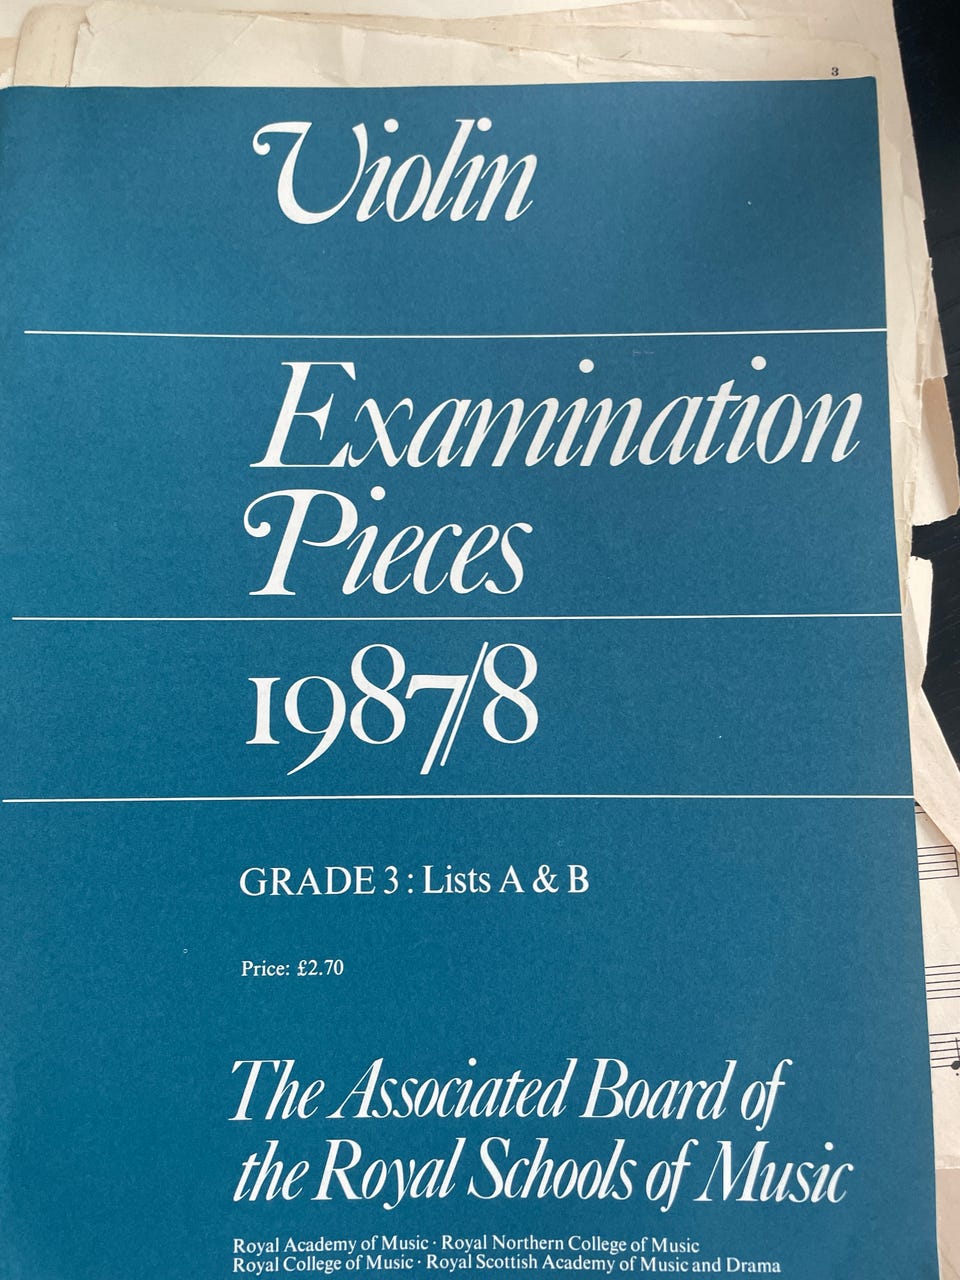 3
Violin
Examination
Pieces
1987/8
GRADE 3 : Lists A & B
Price: £2.70
The Associated Board of
the Royal Schools of Music
Royal Academy of Music · Royal Northern College of Music
Royal College of Music · Royal Scottish Academy of Music and Drama